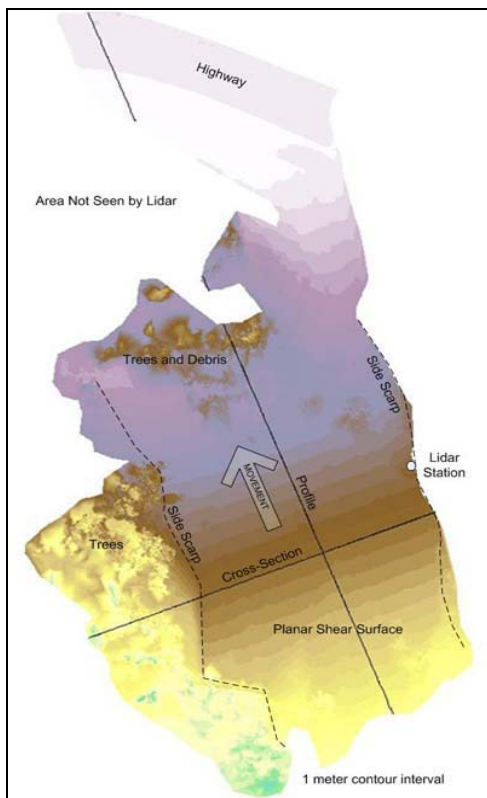 Highway
Area Not Seen by Lidar
Trees and Debris
Side Scarp
Lidar
Station
MOVEMENT
Profile
Side Scarp
Trees
Cross-Section
Planar Shear Surface
1 meter contour interval